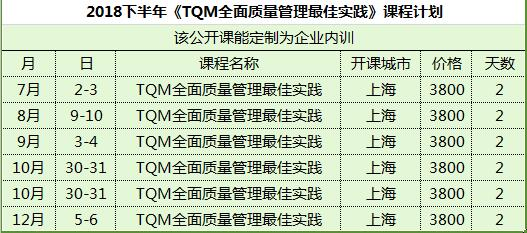 2018下半年《TQM全面质量管理最佳实践》课程计划
该公开课能定制为企业内训
月 日 课程名称 开课城市 价格 天数
7月 2-3 TQM全面质量管理最佳实践 上海 3800 2
8月 9-10 TQM全面质量管理最佳实践 上海 3800 2
9月 3-4 TQM全面质量管理最佳实践 上海 3800 2
10月 30-31 TQM全面质量管理最佳实践 上海 3800 2
10月 30-31 TQM全面质量管理最佳实践 上海 3800 2
12月 5-6 TQM全面质量管理最佳实践 上海 3800 2